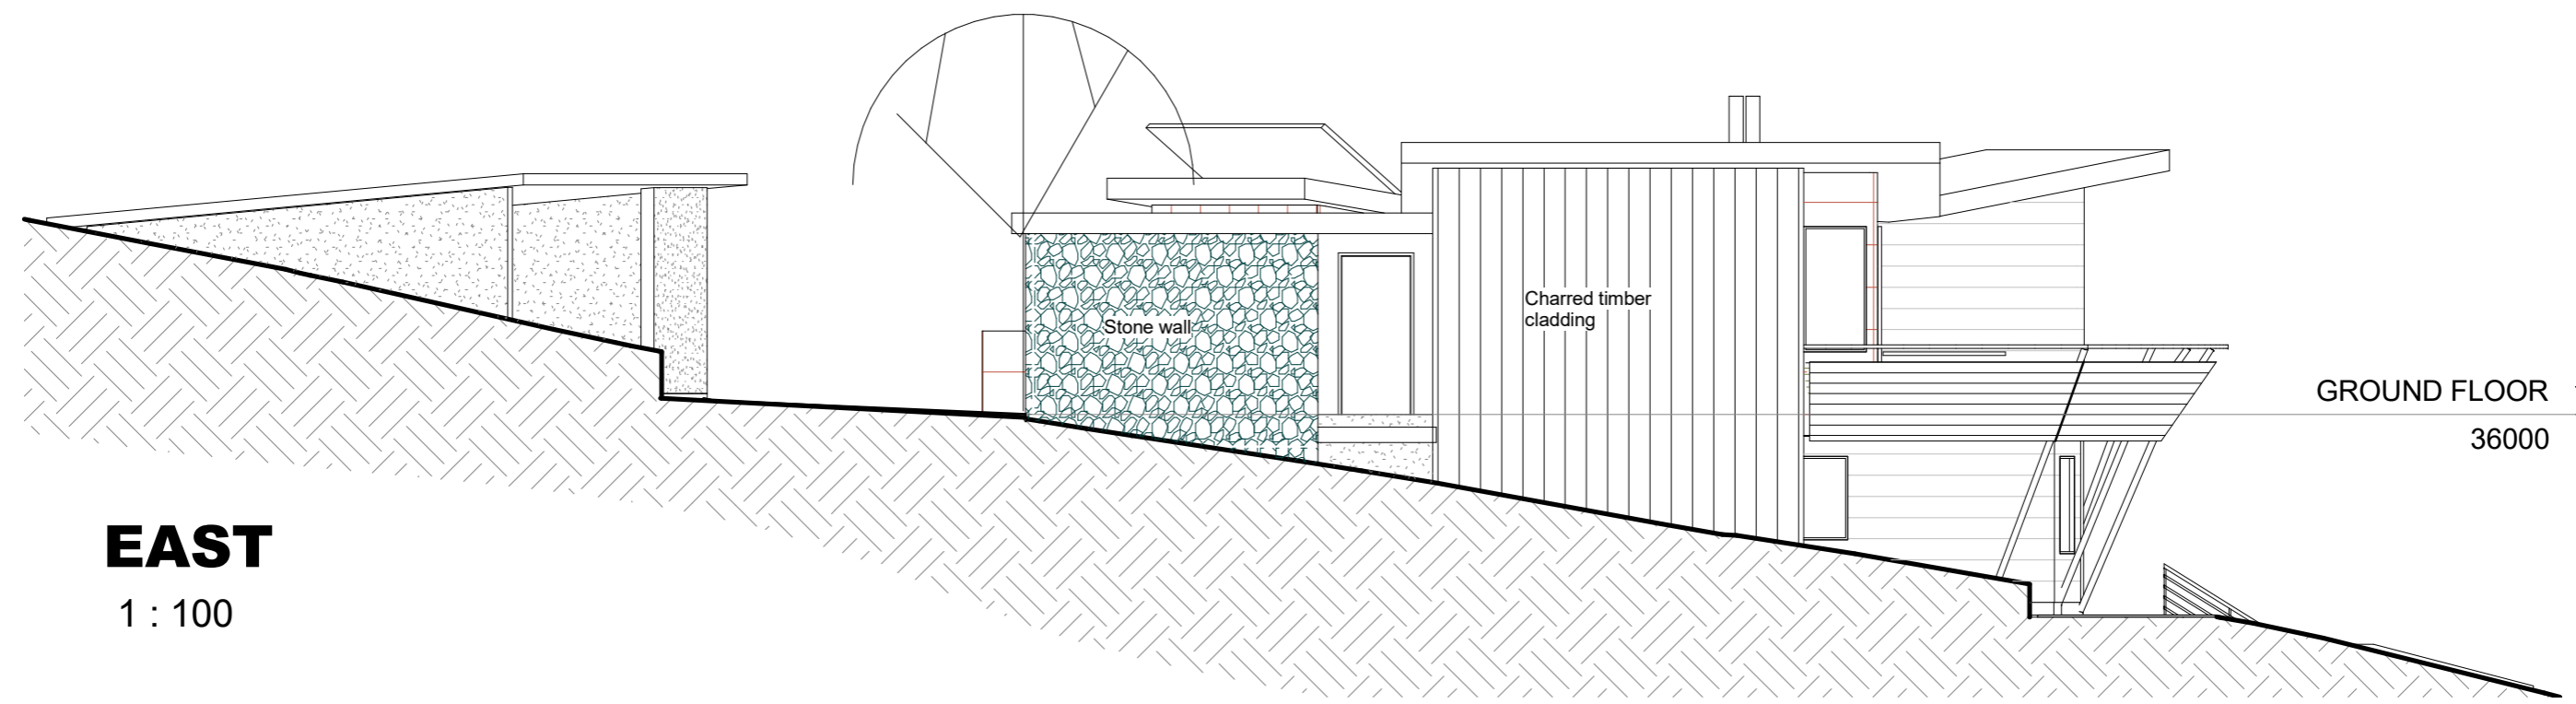 Stone wall
Charred timber
cladding
GROUND FLOOR
36000
EAST
1 : 100